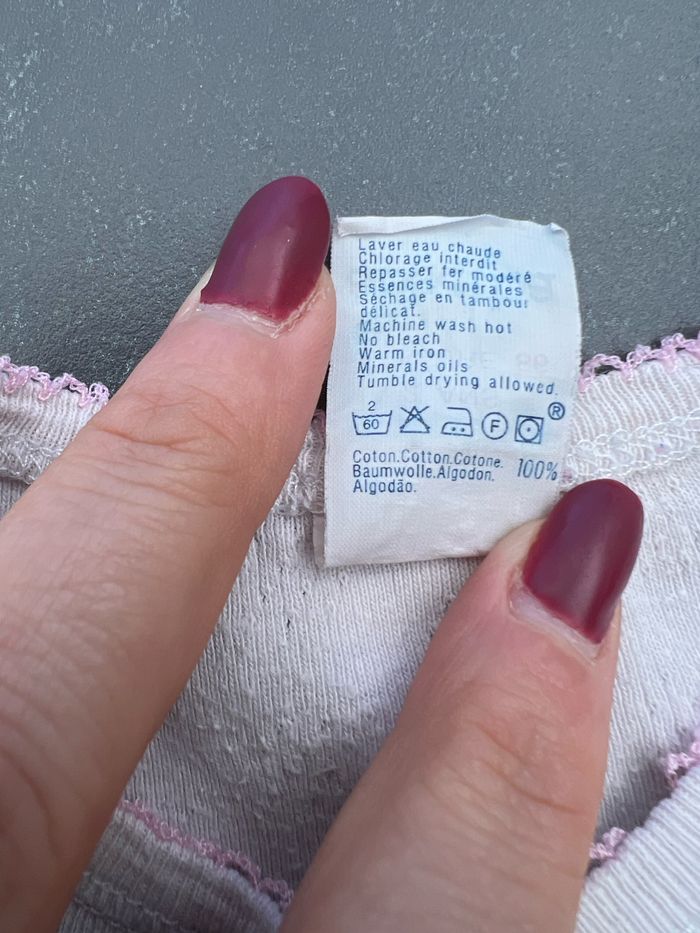 Laver eau chaude
Chlorage interdit
Repasser fer modéré
Essences minérales
Séchage en tambour
délicat.
Machine wash hot
No bleach
Warm iron
Minerals oils
Tumble drying allowed.
2
60
F
®
Coton.Cotton.Cotone. 100%
Baumwolle.Algodon.
Algodão.